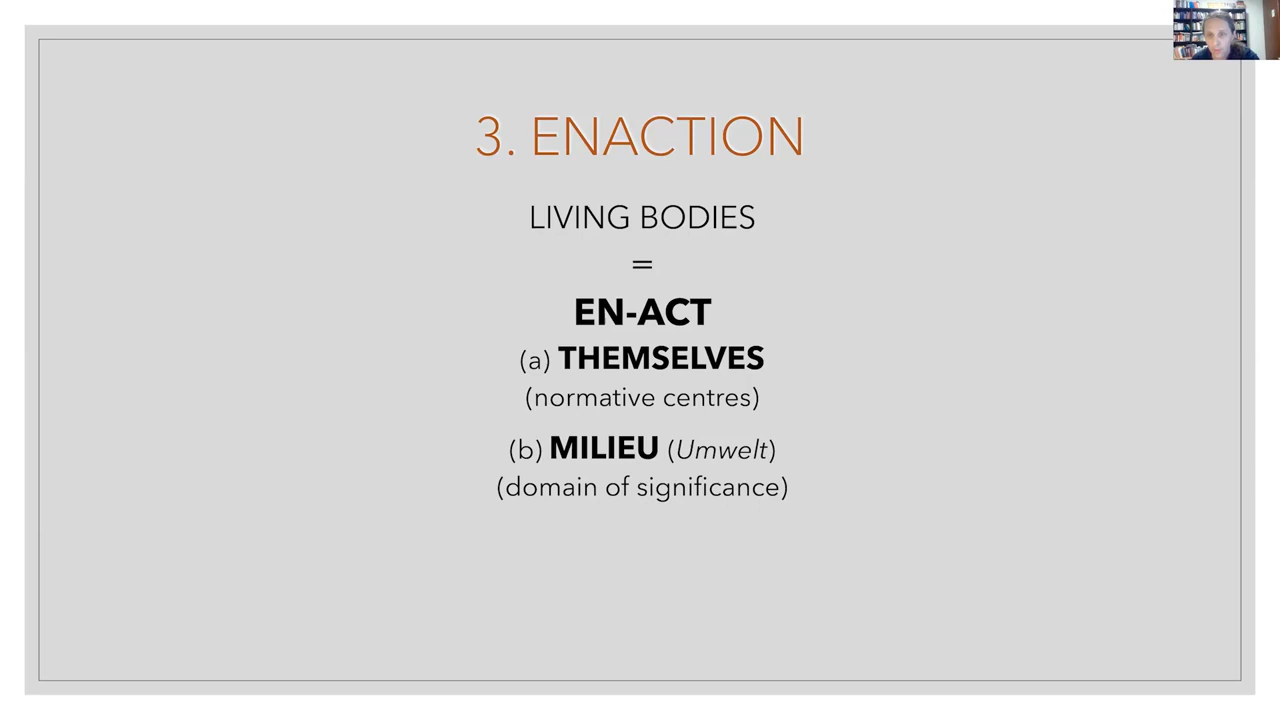 3. ENACTION
LIVING BODIES
=
EN-ACT
(a) THEMSELVES
(normative centres)
(b) MILIEU (Umwelt)
(domain of significance)